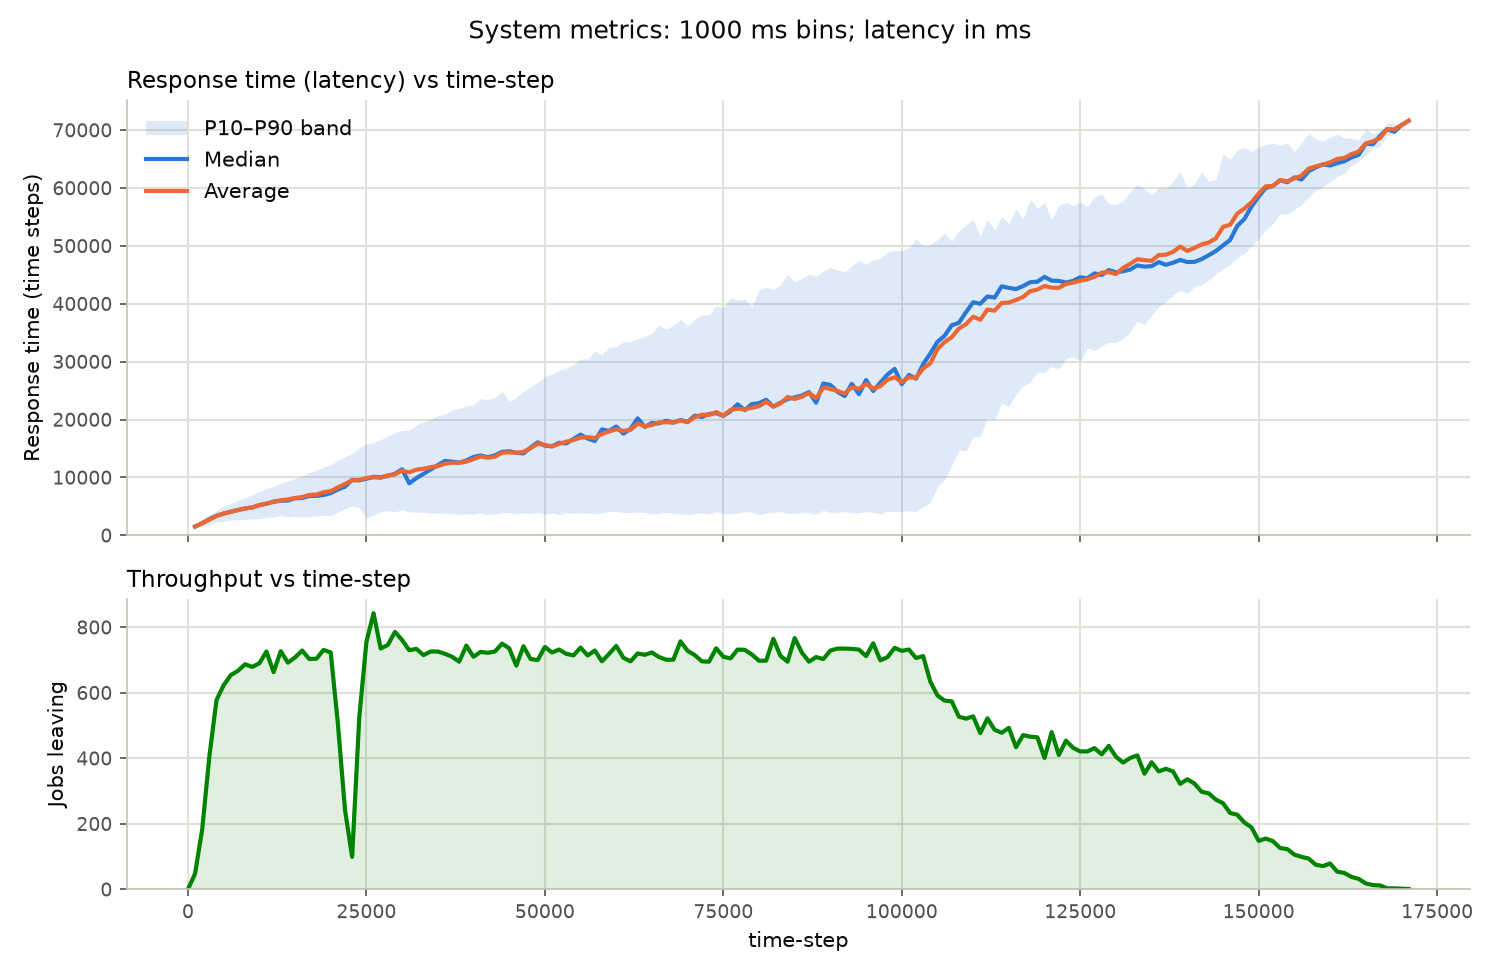 System metrics: 1000 ms bins; latency in ms
Response time (latency) vs time-step
P10–P90 band
Median
Average
Response time (time steps)
70000
60000
50000
40000
30000
20000
10000
0
Throughput vs time-step
Jobs leaving
800
600
400
200
0
0 25000 50000 75000 100000 125000 150000 175000
time-step